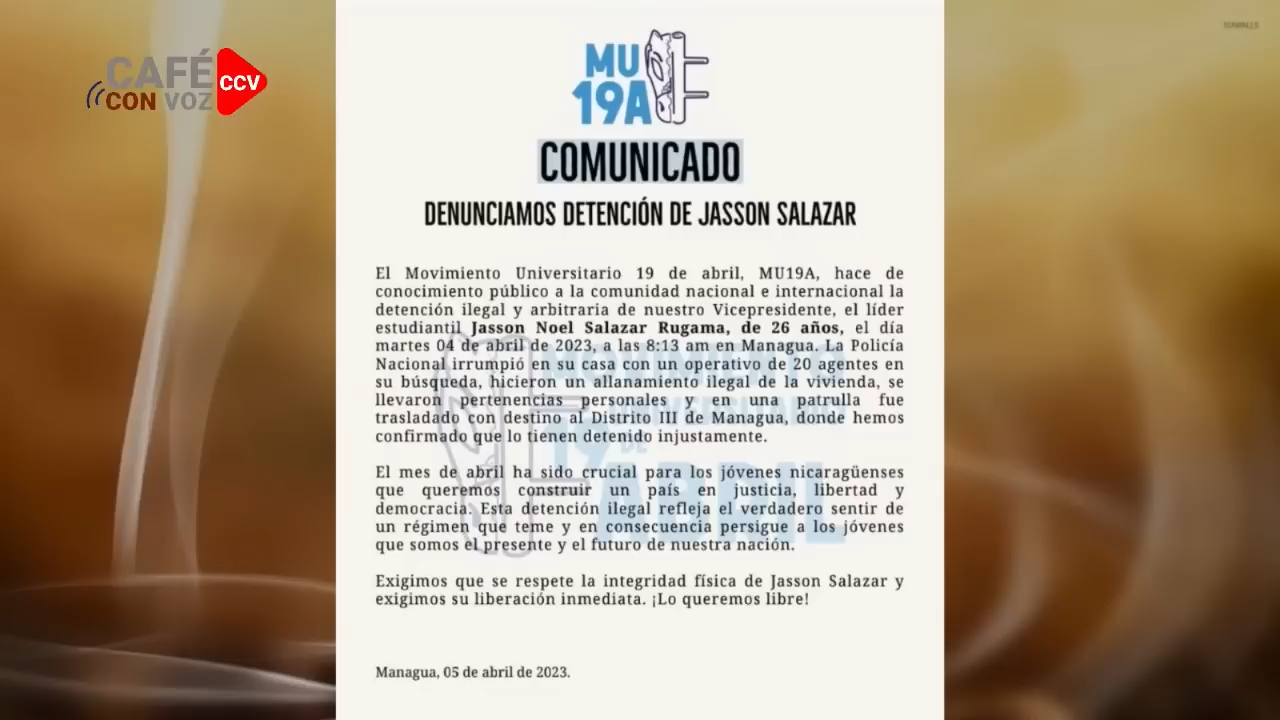 CAFÉ
CON VOZ
CCV
MU
19A
COMUNICADO
DENUNCIAMOS DETENCIÓN DE JASSON SALAZAR
El Movimiento Universitario 19 de abril, MU19A, hace de
conocimiento público a la comunidad nacional e internacional la
detención ilegal y arbitraria de nuestro Vicepresidente, el líder
estudiantil Jasson Noel Salazar Rugama, de 26 años, el día
martes 04 de abril de 2023, a las 8:13 am en Managua. La Policía
Nacional irrumpió en su casa con un operativo de 20 agentes en
su búsqueda, hicieron un allanamiento ilegal de la vivienda, se
llevaron pertenencias personales y en una patrulla fue
trasladado con destino al Distrito III de Managua, donde hemos
confirmado que lo tienen detenido injustamente.
El mes de abril ha sido crucial para los jóvenes nicaragüenses
que queremos construir un país en justicia, libertad y
democracia. Esta detención ilegal refleja el verdadero sentir de
un régimen que teme y en consecuencia persigue a los jóvenes
que somos el presente y el futuro de nuestra nación.
Exigimos que se respete la integridad física de Jasson Salazar y
exigimos su liberación inmediata. ¡Lo queremos libre!
Managua, 05 de abril de 2023.
MOVIMIENTO
UNIVERSITARIO
19 DE
ABRIL